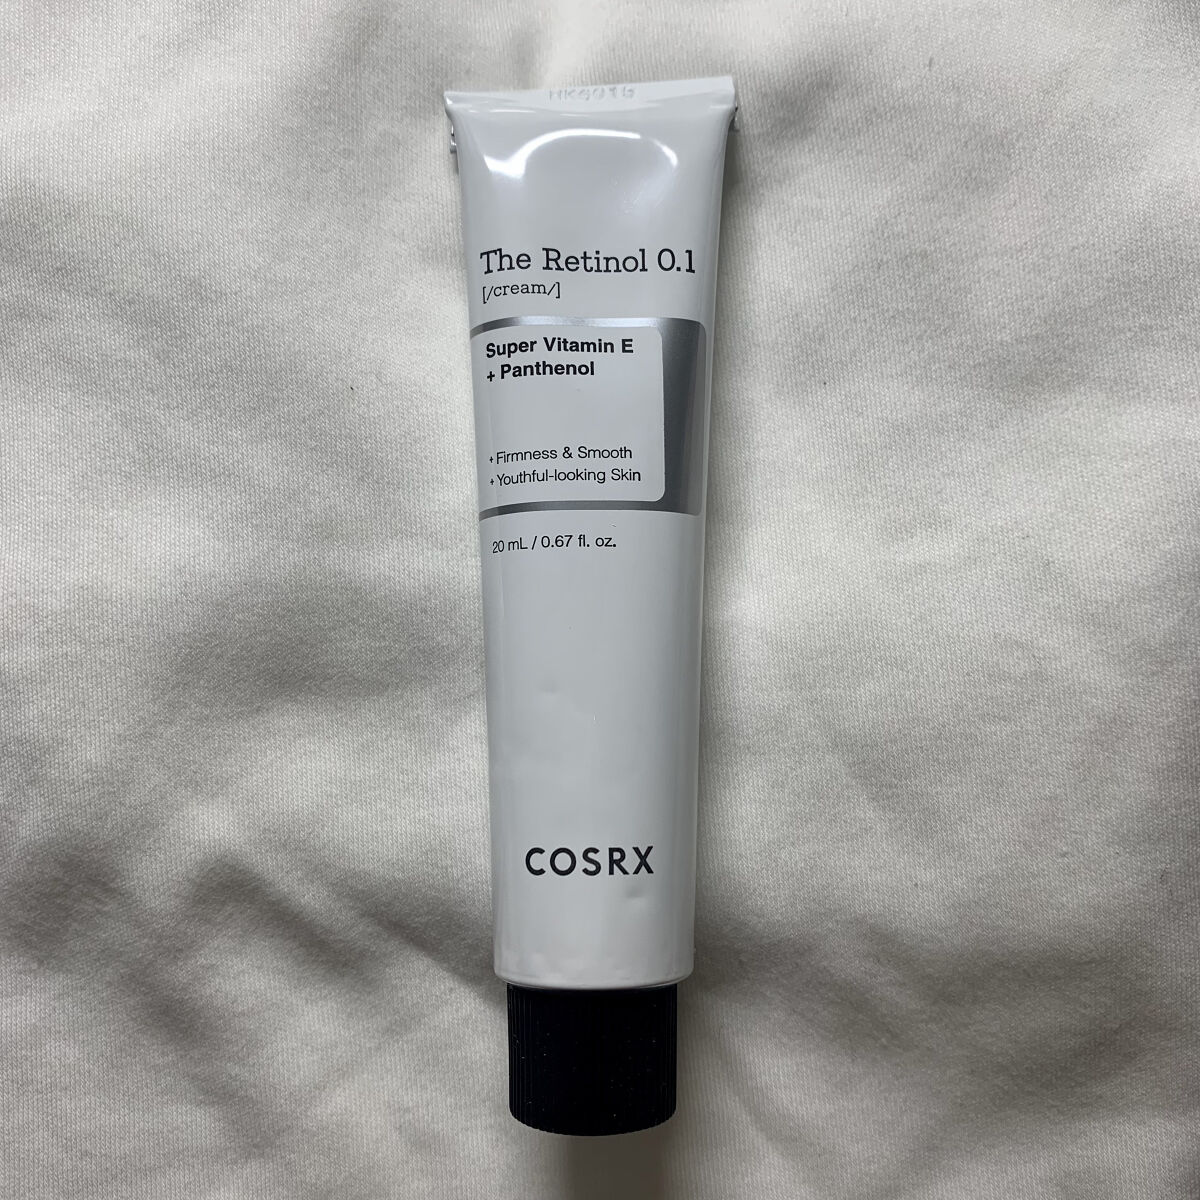 The Retinol 0.1
[/cream/]
Super Vitamin E
+ Panthenol
+ Firmness & Smooth
+ Youthful-looking Skin
20 mL / 0.67 fl. oz.
COSRX